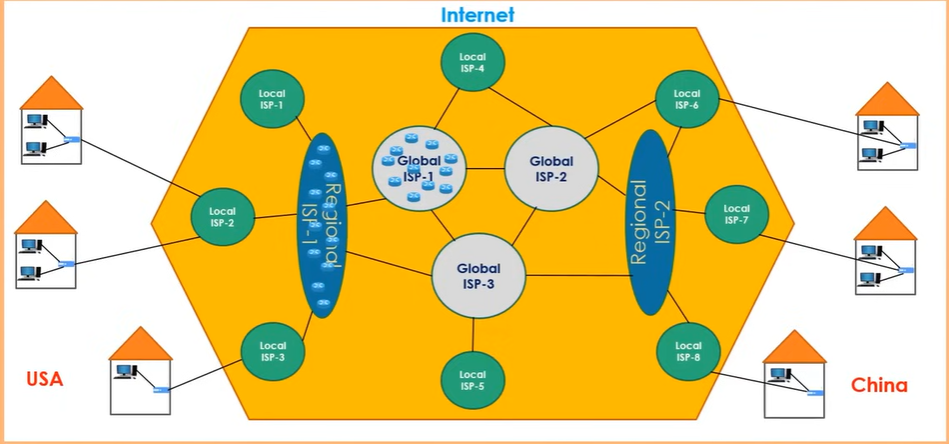 Internet
Local
ISP-4
Local
ISP-1
Local
ISP-6
Global
ISP-1
Global
ISP-2
Local
ISP-2
Regional
ISP-1
Regional
ISP-2
Local
ISP-7
Global
ISP-3
Local
ISP-3
Local
ISP-5
Local
ISP-8
USA
China